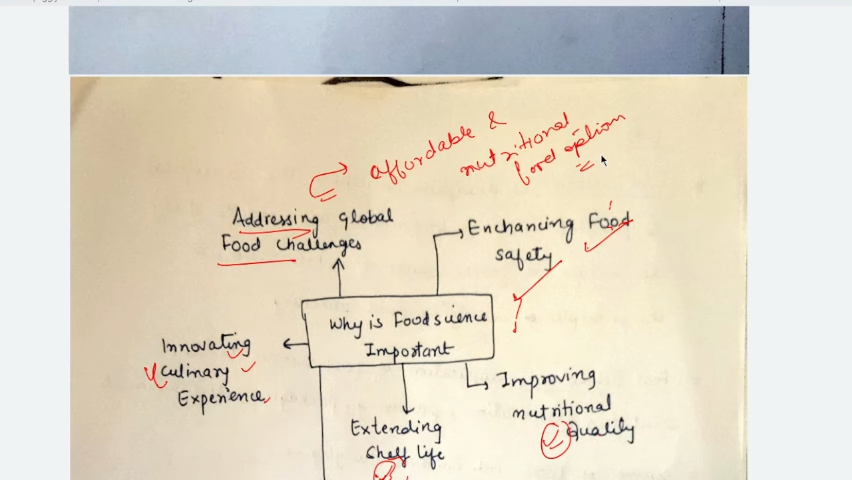 affordable &
nutritional
food option
Addressing global
Food challenges
Enchancing Food
safety
Why is Food science
Important
Innovating
Culinary
Experience
Improving
nutritional
Quality
Extending
Shelf life